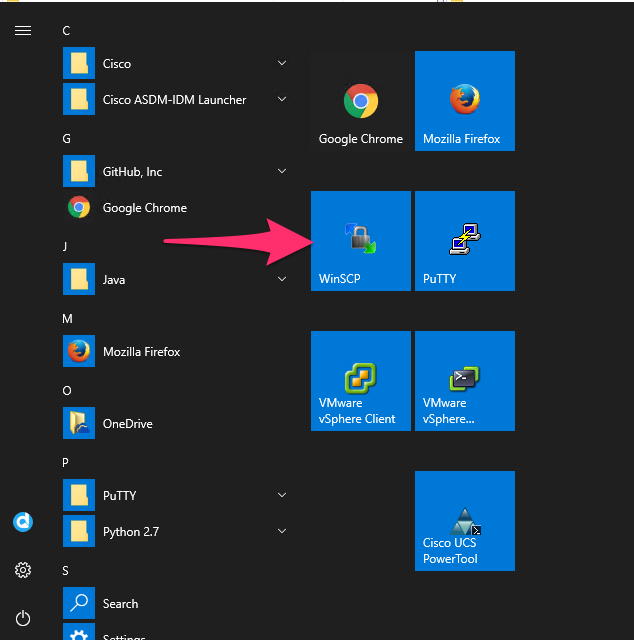 C
Cisco
Cisco ASDM-IDM Launcher
G
GitHub, Inc
Google Chrome
J
Java
M
Mozilla Firefox
O
OneDrive
P
PuTTY
Python 2.7
S
Search
Settings
Google Chrome
Mozilla Firefox
WinSCP
PuTTY
VMware
vSphere Client
VMware
vSphere...
Cisco UCS
PowerTool